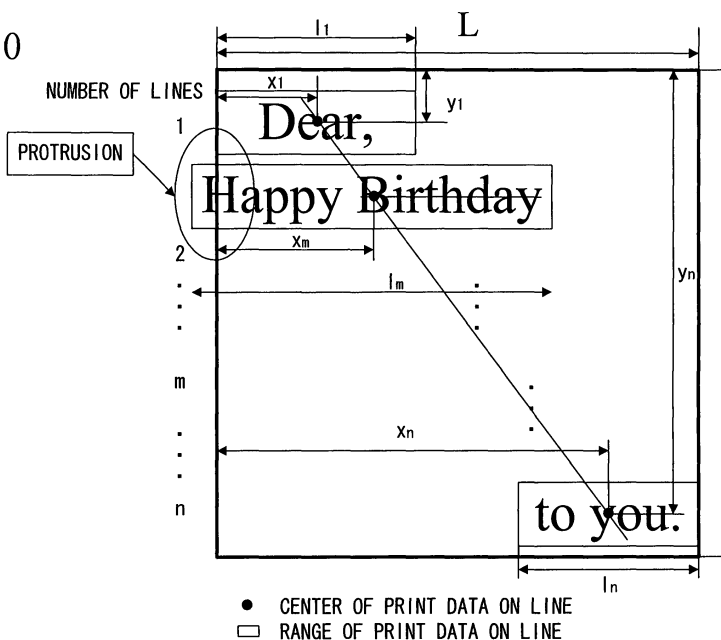 0
l1
L
NUMBER OF LINES
x1
y1
1
Dear,
PROTRUSION
Happy Birthday
2
xm
lm
yn
m
xn
n
to you.
ln
● CENTER OF PRINT DATA ON LINE
▭ RANGE OF PRINT DATA ON LINE